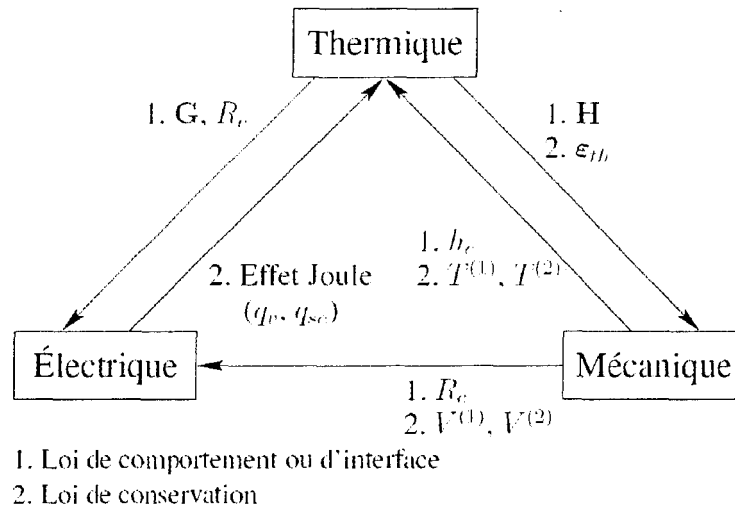 Thermique
1. G, R_c
1. H
2. ε_th
1. h_c
2. T^(1), T^(2)
2. Effet Joule
(q_v, q_sc)
Électrique
Mécanique
1. R_c
2. V^(1), V^(2)
1. Loi de comportement ou d'interface
2. Loi de conservation